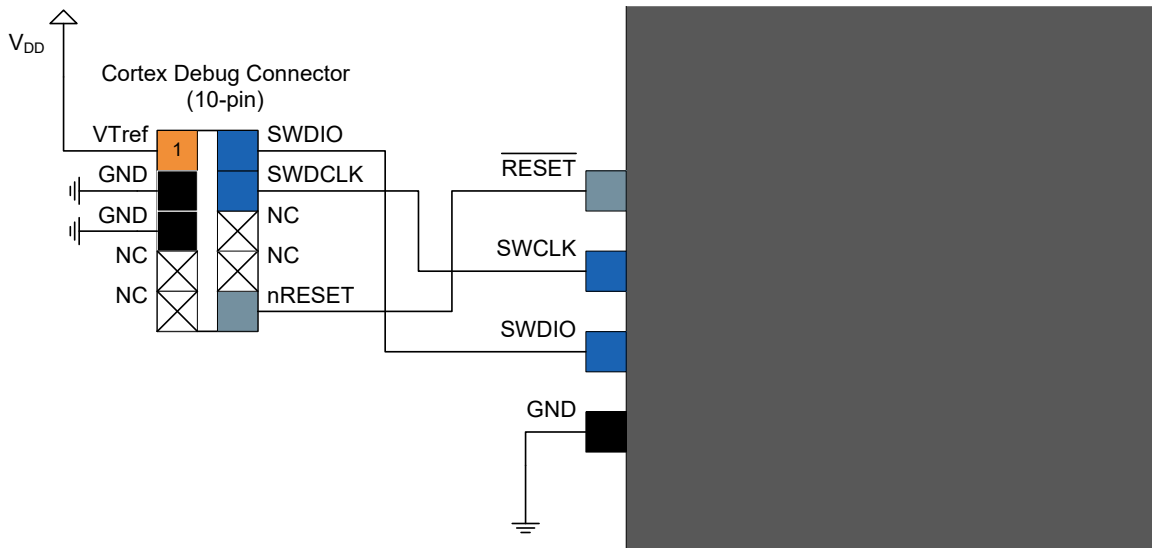 VDD
Cortex Debug Connector
(10-pin)
VTref
1
SWDIO
GND
SWDCLK
GND
NC
NC
NC
NC
nRESET
RESET
SWCLK
SWDIO
GND